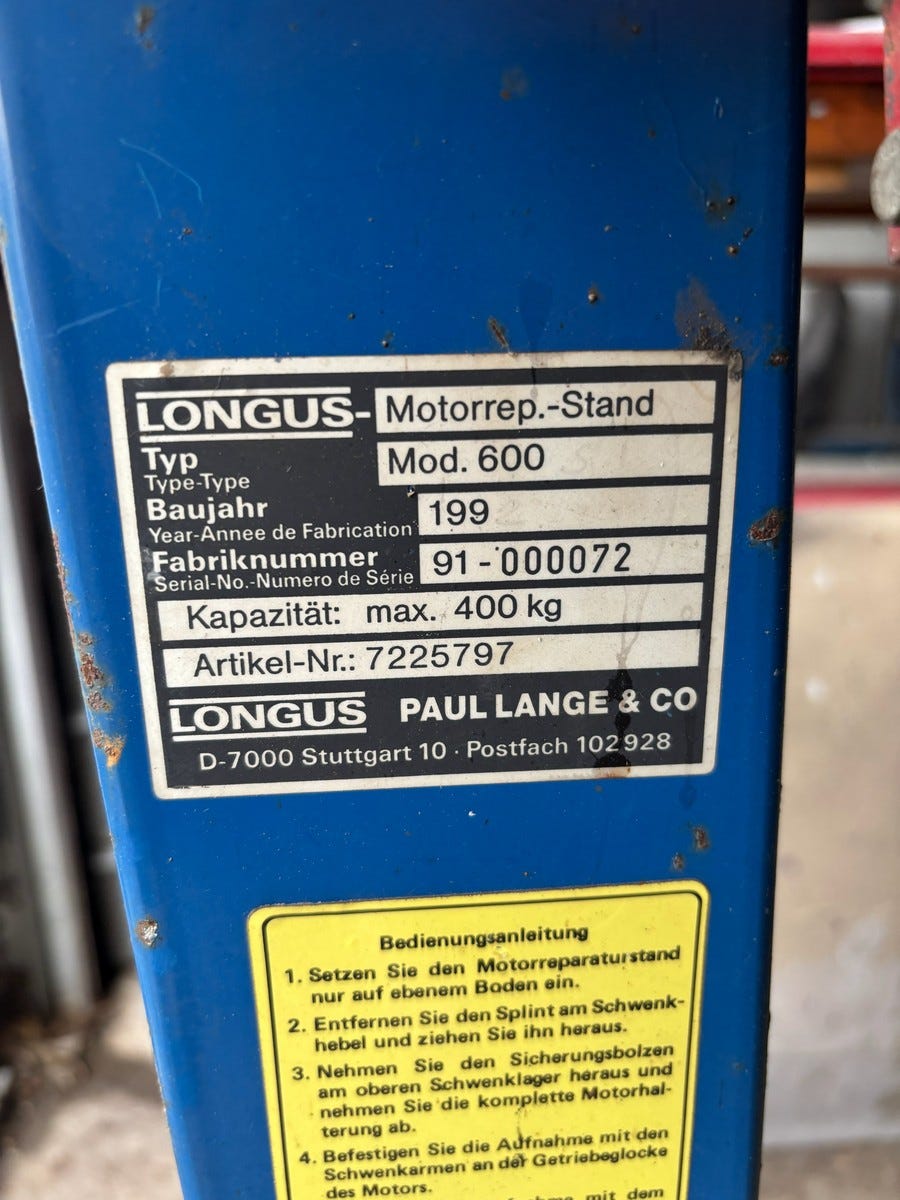 LONGUS- Motorrep.-Stand
Typ Mod. 600
Type-Type
Baujahr 199
Year-Annee de Fabrication
Fabriknummer 91-000072
Serial-No.-Numero de Série
Kapazität: max. 400 kg
Artikel-Nr.: 7225797
LONGUS PAUL LANGE & CO
D-7000 Stuttgart 10 · Postfach 102928
Bedienungsanleitung
1. Setzen Sie den Motorreparaturstand
nur auf ebenem Boden ein.
2. Entfernen Sie den Splint am Schwenk-
hebel und ziehen Sie ihn heraus.
3. Nehmen Sie den Sicherungsbolzen
am oberen Schwenklager heraus und
nehmen Sie die komplette Motorhal-
terung ab.
4. Befestigen Sie die Aufnahme mit den
Schwenkarmen an der Getriebeglocke
des Motors.
mit dem